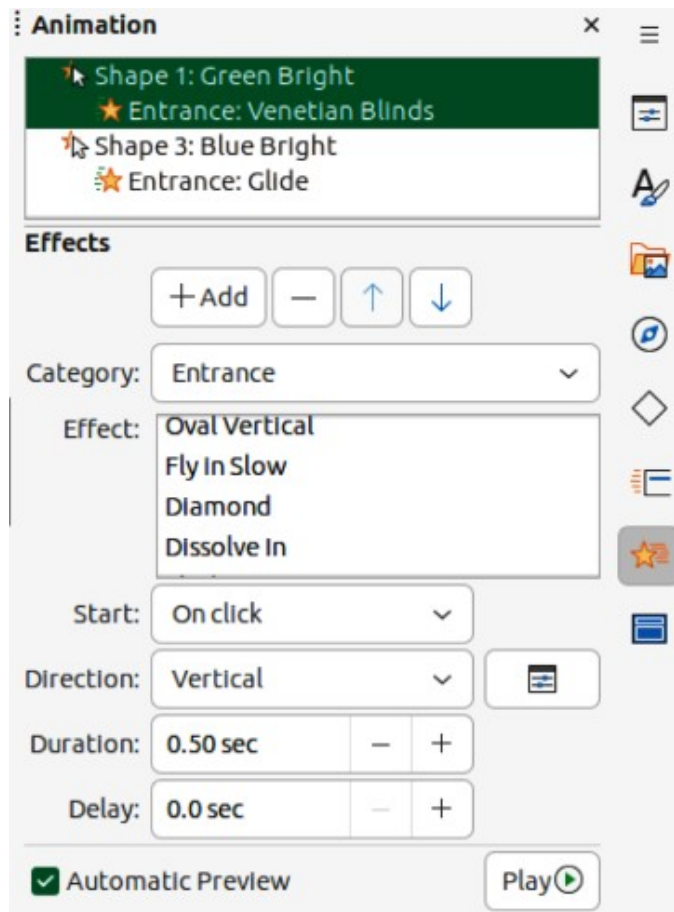 Animation
Shape 1: Green Bright
Entrance: Venetian Blinds
Shape 3: Blue Bright
Entrance: Glide
Effects
Add
Category: Entrance
Effect: Oval Vertical
Fly In Slow
Diamond
Dissolve In
Start: On click
Direction: Vertical
Duration: 0.50 sec
Delay: 0.0 sec
Automatic Preview Play